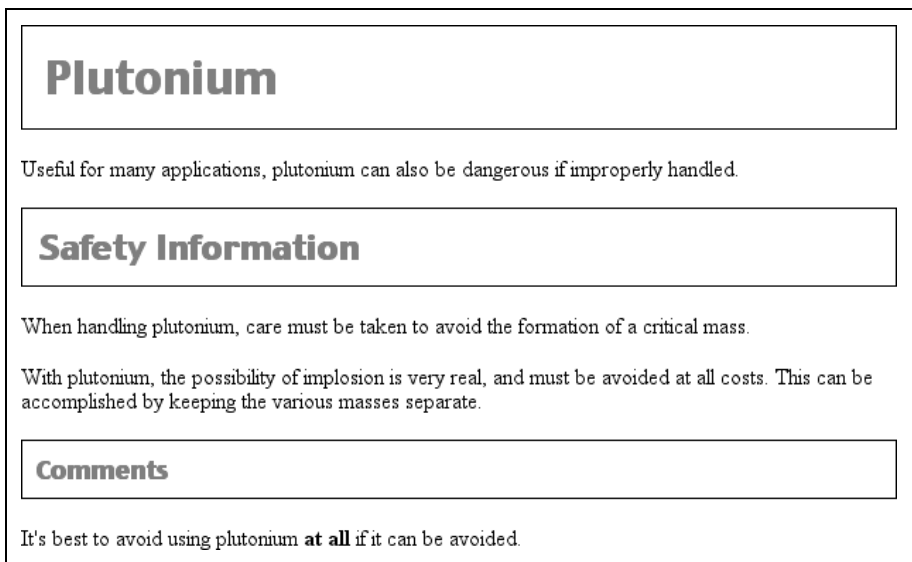 Plutonium
Useful for many applications, plutonium can also be dangerous if improperly handled.
Safety Information
When handling plutonium, care must be taken to avoid the formation of a critical mass.
With plutonium, the possibility of implosion is very real, and must be avoided at all costs. This can be
accomplished by keeping the various masses separate.
Comments
It's best to avoid using plutonium at all if it can be avoided.